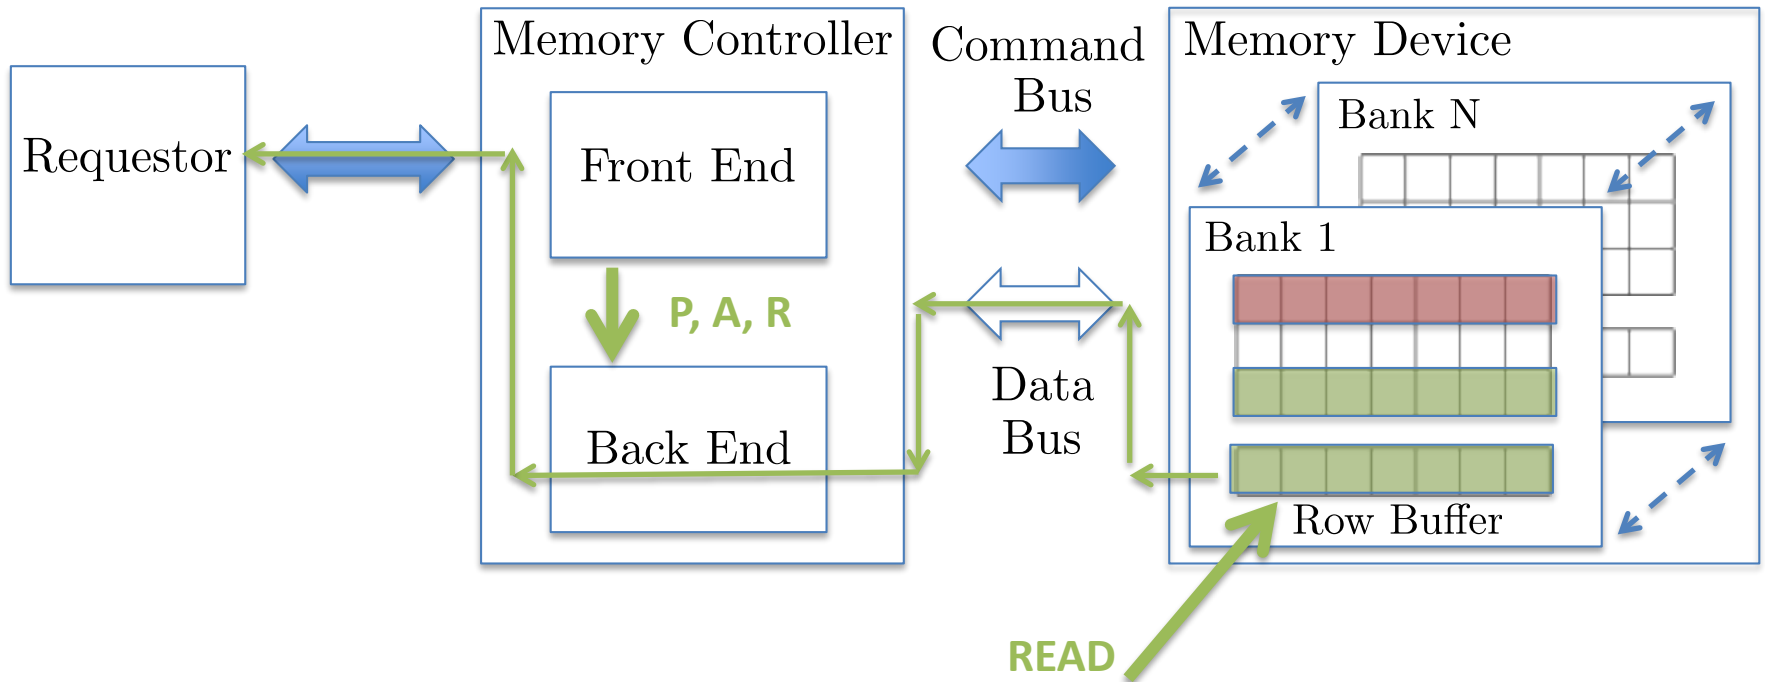 Memory Controller
Command
Bus
Memory Device
Requestor
Front End
Bank N
Bank 1
P, A, R
Data
Bus
Back End
Row Buffer
READ